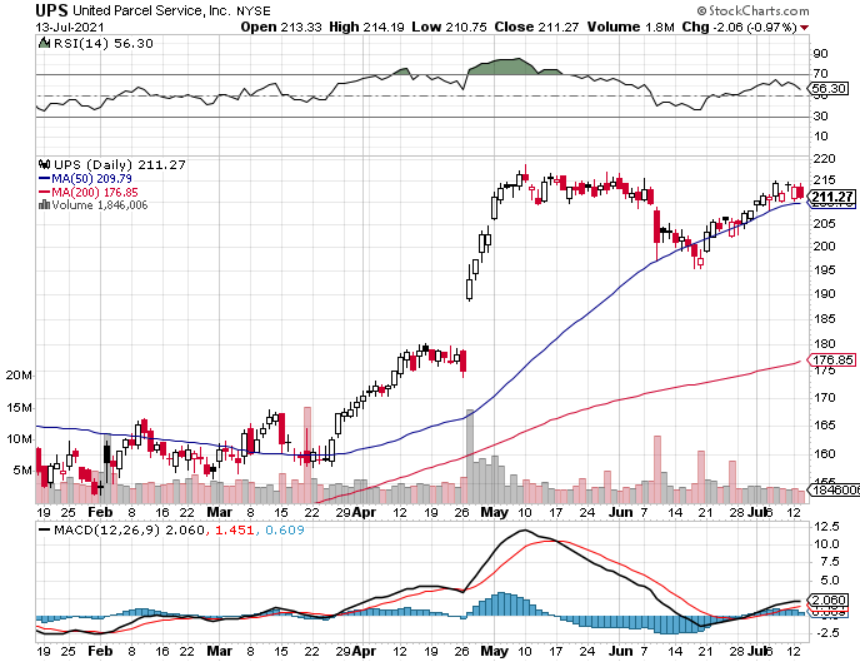 UPS United Parcel Service, Inc. NYSE © StockCharts.com
13-Jul-2021 Open 213.33 High 214.19 Low 210.75 Close 211.27 Volume 1.8M Chg -2.06 (-0.97%)
RSI(14) 56.30
90
70
56.30
30
10
UPS (Daily) 211.27
MA(50) 209.79
MA(200) 176.85
Volume 1,846,006
220
215
211.27
205
200
195
190
185
180
176.85
175
170
165
160
155
20M
15M
10M
5M
1846006
19 25 Feb 8 16 22 Mar 8 15 22 29 Apr 12 19 26 May 10 17 24 Jun 7 14 21 28 Jul 6 12
MACD(12,26,9) 2.060, 1.451, 0.609
12.5
10.0
7.5
5.0
2.060
0.609
-2.5
19 25 Feb 8 16 22 Mar 8 15 22 29 Apr 12 19 26 May 10 17 24 Jun 7 14 21 28 Jul 6 12